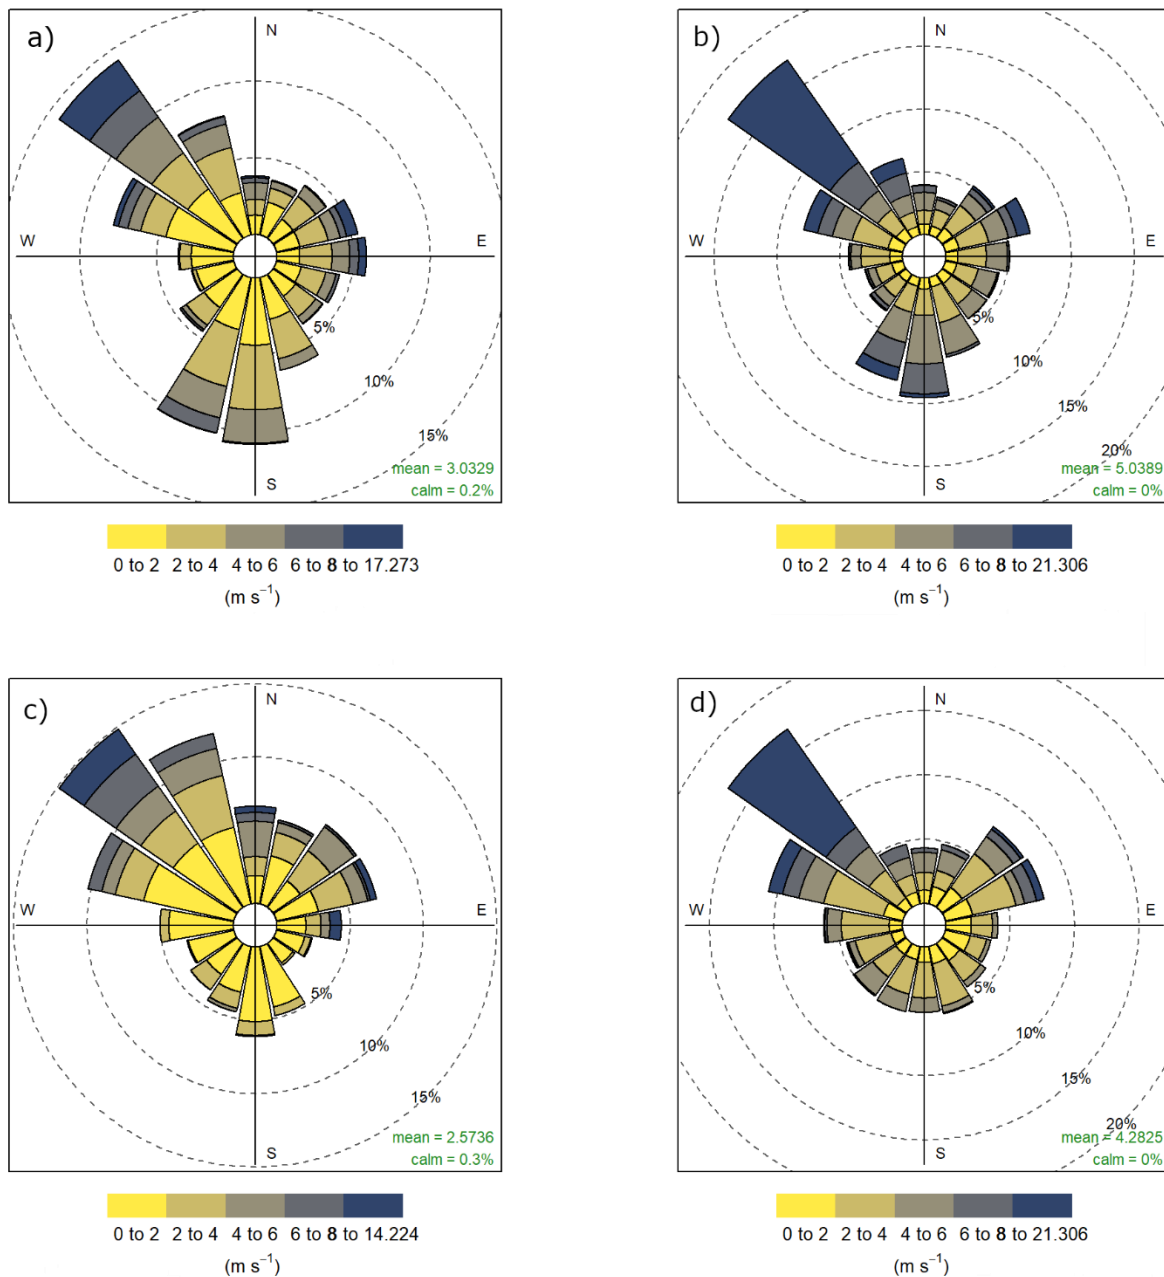 a)
N
W
E
5%
10%
15%
S
mean = 3.0329
calm = 0.2%
0 to 2 2 to 4 4 to 6 6 to 8 to 17.273
(m s⁻¹)
b)
N
W
E
5%
10%
15%
20%
S
mean = 5.0389
calm = 0%
0 to 2 2 to 4 4 to 6 6 to 8 to 21.306
(m s⁻¹)
c)
N
W
E
5%
10%
15%
S
mean = 2.5736
calm = 0.3%
0 to 2 2 to 4 4 to 6 6 to 8 to 14.224
(m s⁻¹)
d)
N
W
E
5%
10%
15%
20%
S
mean = 4.2825
calm = 0%
0 to 2 2 to 4 4 to 6 6 to 8 to 21.306
(m s⁻¹)